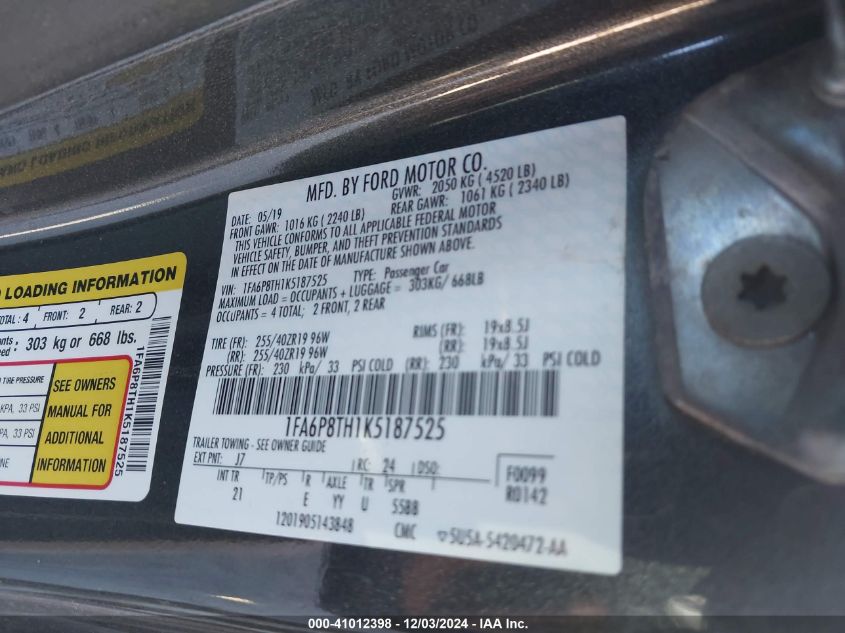 MFD. BY FORD MOTOR CO.
DATE: 05/19 GVWR: 2050 KG ( 4520 LB)
FRONT GAWR: 1016 KG ( 2240 LB) REAR GAWR: 1061 KG ( 2340 LB)
THIS VEHICLE CONFORMS TO ALL APPLICABLE FEDERAL MOTOR
VEHICLE SAFETY, BUMPER, AND THEFT PREVENTION STANDARDS
IN EFFECT ON THE DATE OF MANUFACTURE SHOWN ABOVE.
VIN: 1FA6P8TH1K5187525 TYPE: Passenger Car
MAXIMUM LOAD = OCCUPANTS + LUGGAGE = 303KG/ 668LB
OCCUPANTS = 4 TOTAL; 2 FRONT, 2 REAR
TIRE (FR): 255/40ZR19 96W RIMS (FR): 19x8.5J
(RR): 255/40ZR19 96W (RR): 19x8.5J
PRESSURE (FR): 230 kPa/ 33 PSI COLD (RR): 230 kPa/ 33 PSI COLD
1FA6P8TH1K5187525
TRAILER TOWING - SEE OWNER GUIDE
EXT PNT: J7 RC: 24 DSO: F0099
INT TR TP/PS R AXLE TR SPR R0142
21 E YY U 55BB
1201905143848 CMC 5U5A-5420472-AA
LOADING INFORMATION
TOTAL: 4 FRONT: 2 REAR: 2
303 kg or 668 lbs.
TIRE PRESSURE
KPA, 33 PSI
KPA, 33 PSI
SEE OWNERS
MANUAL FOR
ADDITIONAL
INFORMATION
1FA6P8TH1K5187525
000-41012398 - 12/03/2024 - IAA Inc.